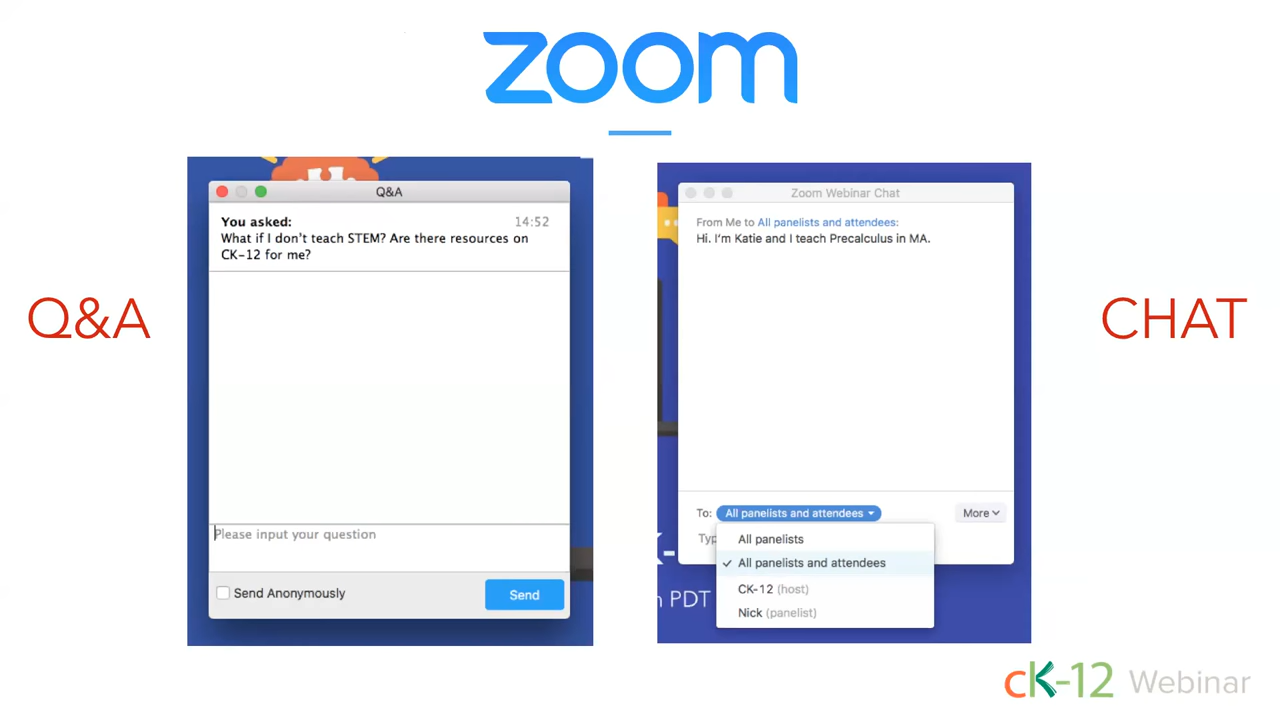 zoom
Q&A
Q&A
You asked:
14:52
What if I don't teach STEM? Are there resources on
CK-12 for me?
Please input your question
Send Anonymously
Send
CHAT
Zoom Webinar Chat
From Me to All panelists and attendees:
Hi. I'm Katie and I teach Precalculus in MA.
To: All panelists and attendees
More
All panelists
All panelists and attendees
CK-12 (host)
Nick (panelist)
PDT
cK-12 Webinar